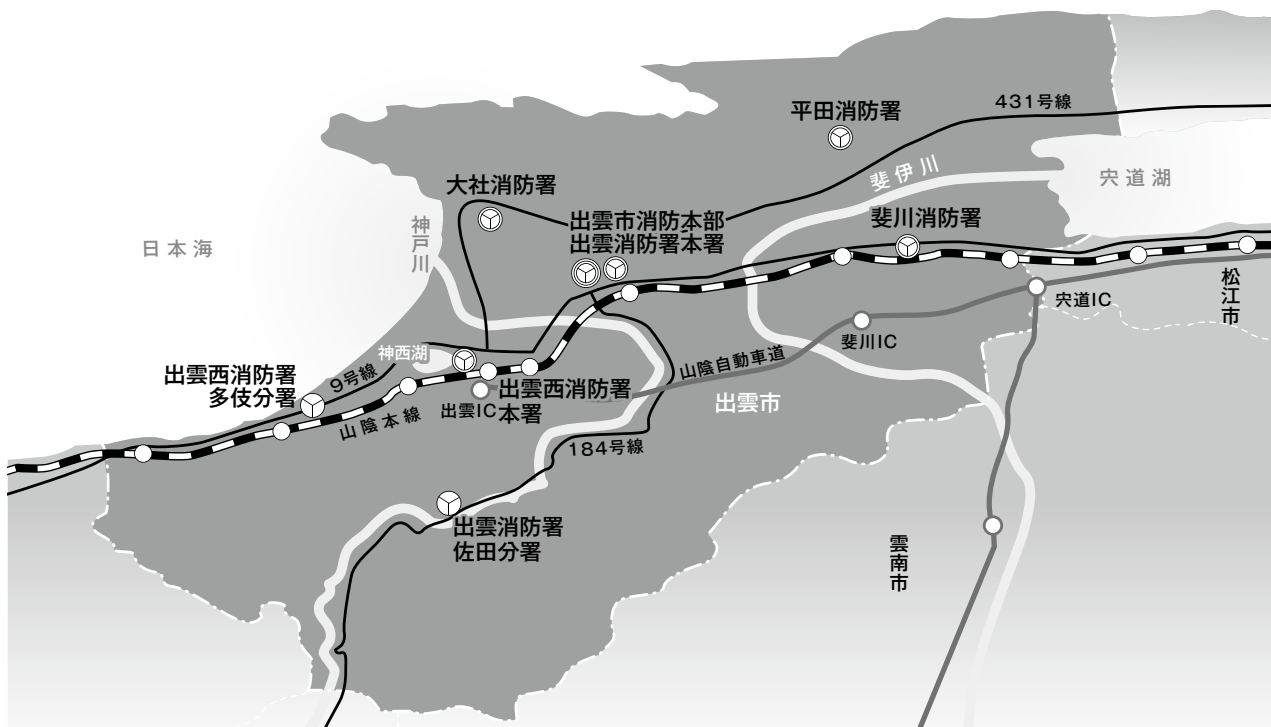 431号線
平田消防署
斐伊川
宍道湖
大社消防署
出雲市消防本部
出雲消防署本署
斐川消防署
神戸川
日本海
松江市
宍道IC
斐川IC
神西湖
山陰自動車道
出雲西消防署
多伎分署
9号線
出雲西消防署
本署
出雲IC
出雲市
山陰本線
184号線
出雲消防署
佐田分署
雲南市